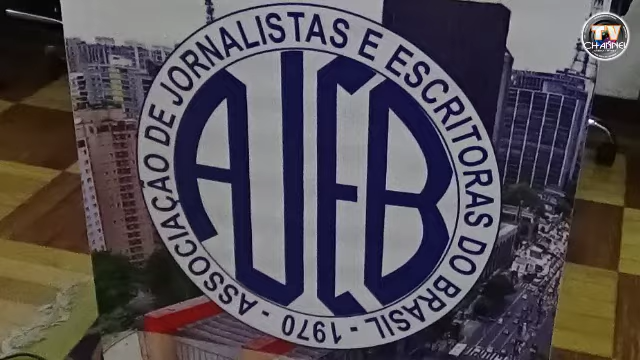 ASSOCIAÇÃO DE JORNALISTAS E ESCRITORAS DO BRASIL - 1970 -
AJEB
TV
CHANNEL